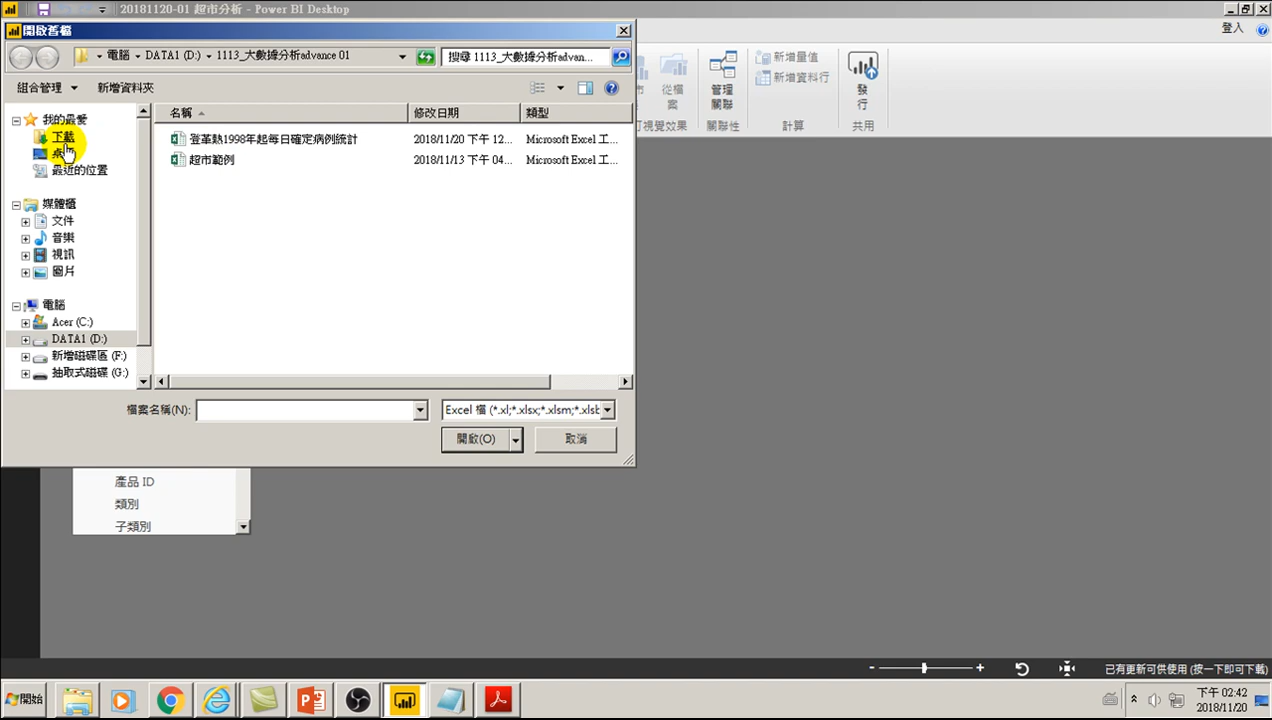 20181120-01 超市分析 - Power BI Desktop
開啟舊檔
登入
電腦 DATA1 (D:) 1113_大數據分析advance 01
搜尋 1113_大數據分析advan...
組合管理 新增資料夾
我的最愛
下載
最近的位置
媒體櫃
文件
音樂
視訊
圖片
電腦
Acer (C:)
DATA1 (D:)
新增磁碟區 (F:)
抽取式磁碟 (G:)
名稱 修改日期 類型
登革熱1998年起每日確定病例統計 2018/11/20 下午 12... Microsoft Excel 工...
超市範例 2018/11/13 下午 04... Microsoft Excel 工...
檔案名稱(N):
Excel 檔 (*.xl;*.xlsx;*.xlsm;*.xlsb
開啟(O) 取消
從檔案
可視覺效果
管理關聯
關聯性
新增量值
新增資料行
計算
發行
共用
產品 ID
類別
子類別
已有更新可供使用 (按一下即可下載)
開始
下午 02:42
2018/11/20